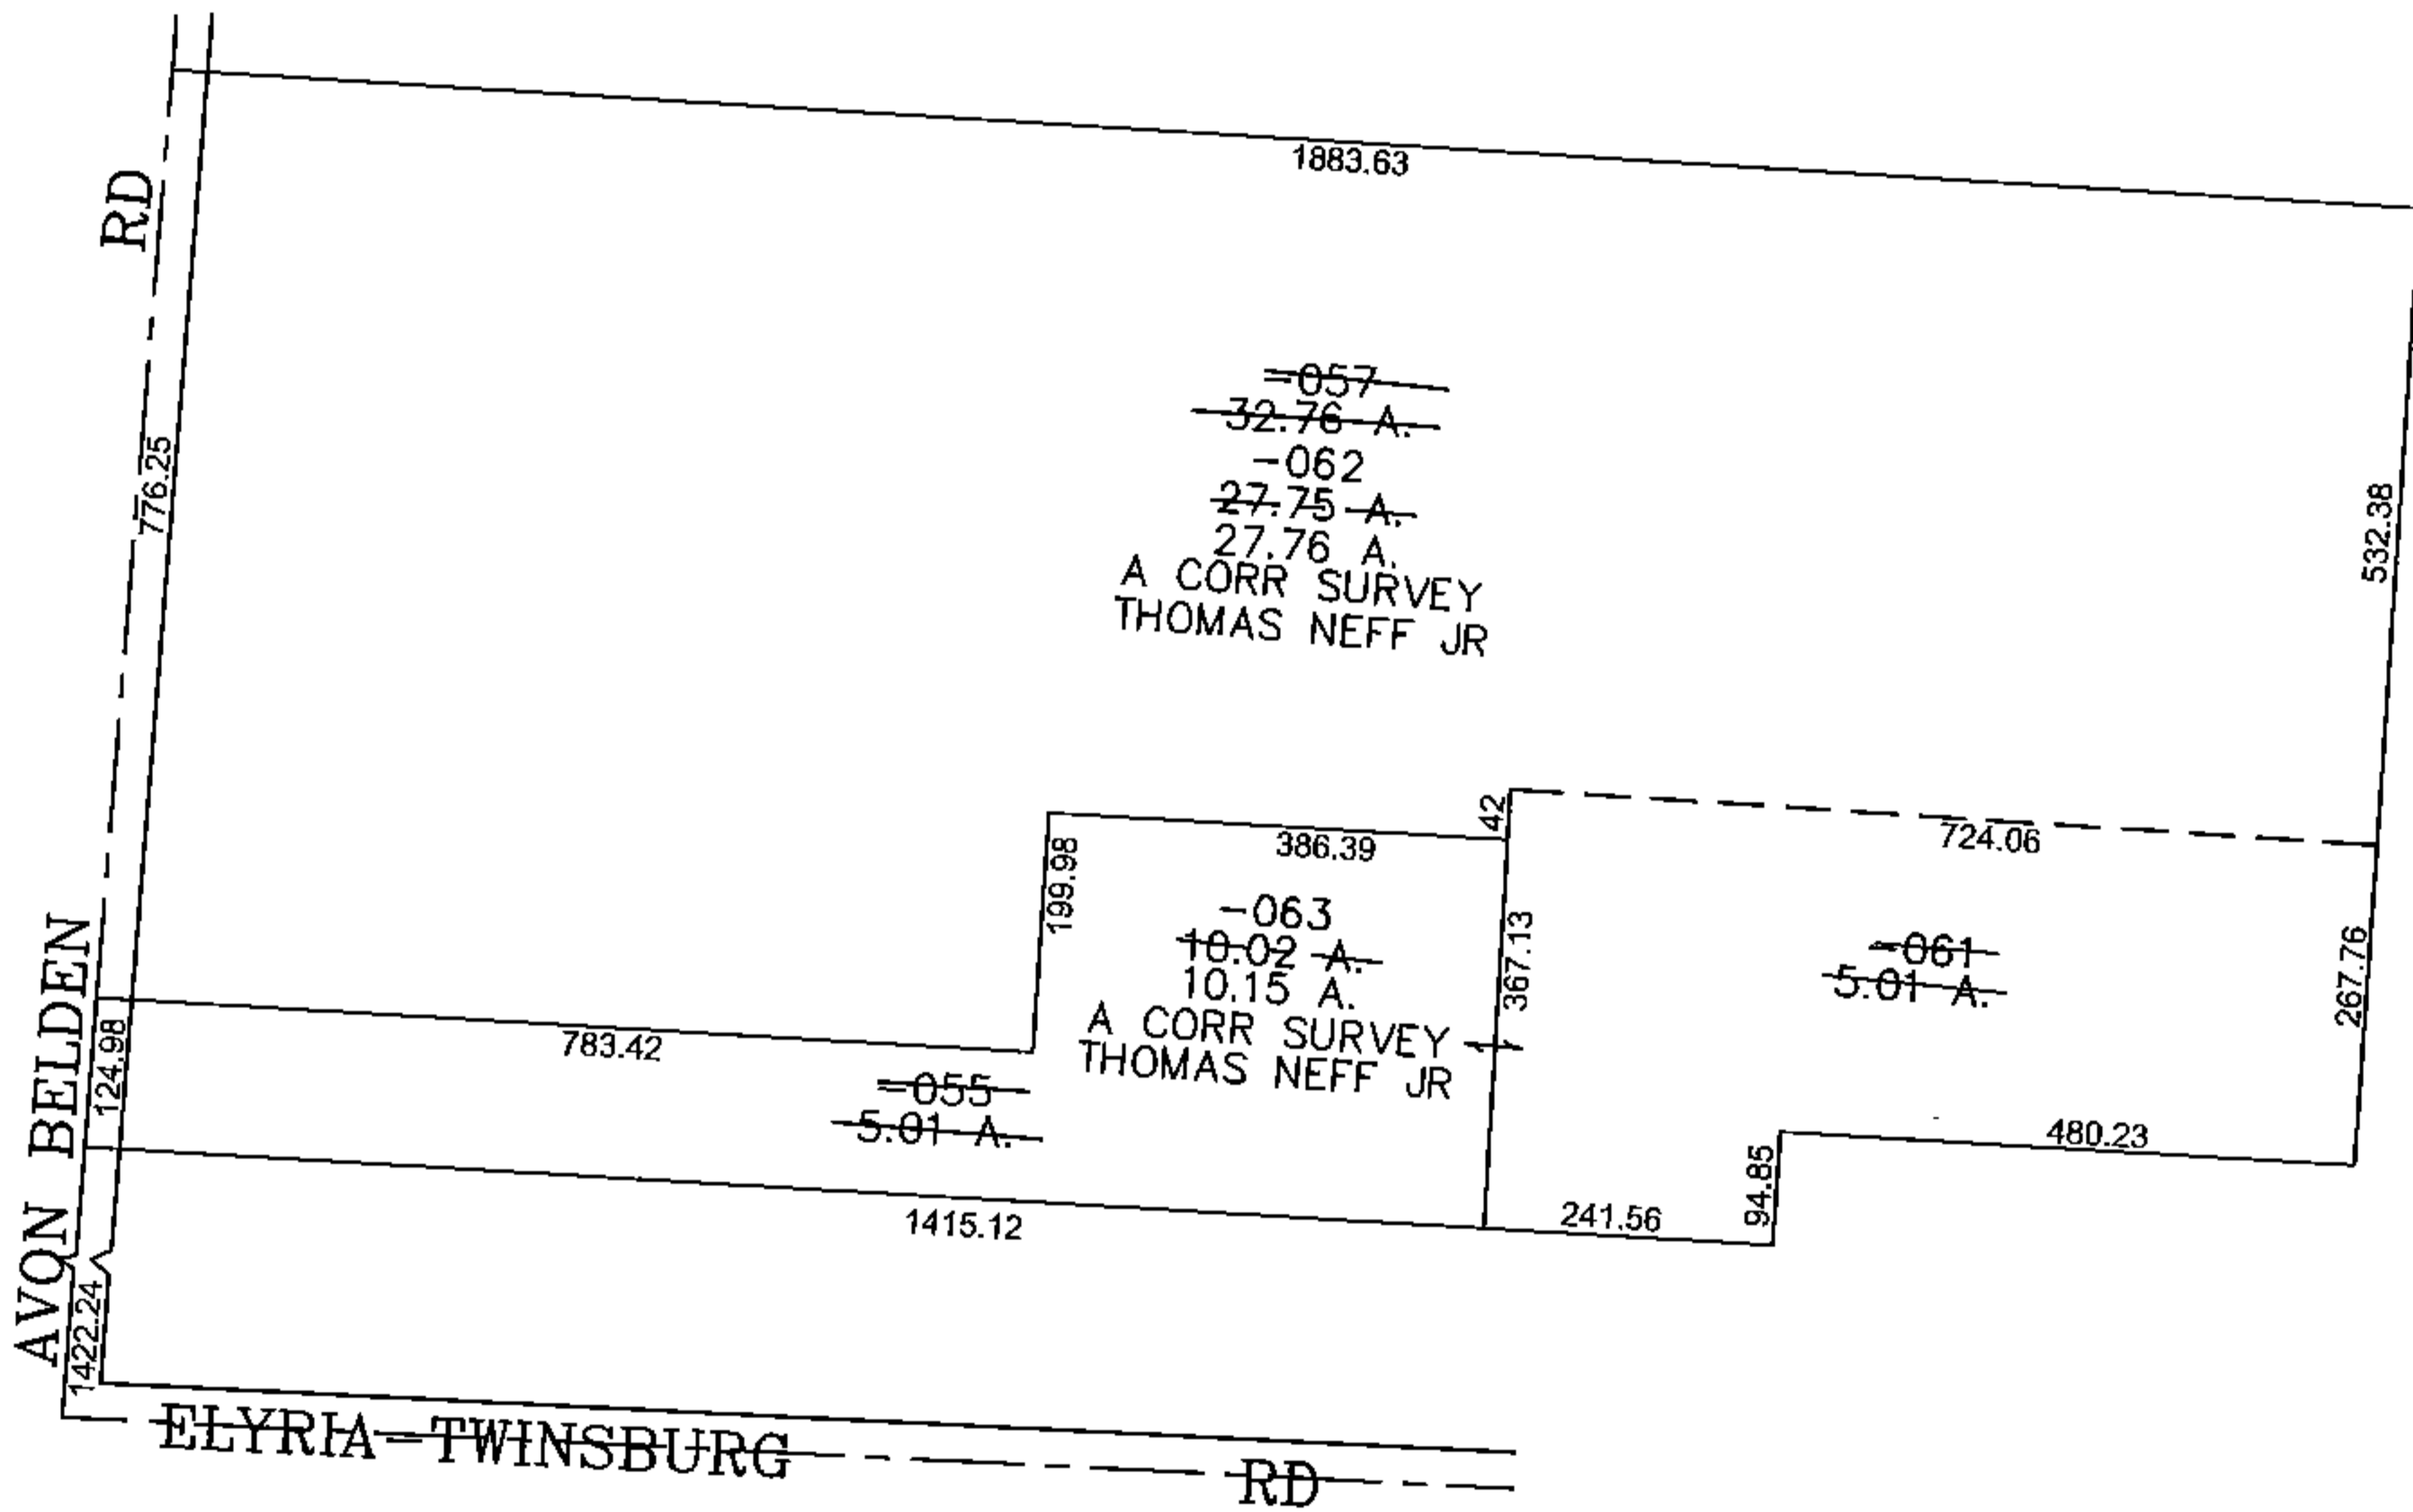 1883.63
RD
776.25
-057
32.76 A.
-062
27.75 A.
27.76 A.
A CORR SURVEY
THOMAS NEFF JR
532.38
42
724.06
386.39
199.98
-063
10.02 A.
10.15 A.
A CORR SURVEY
THOMAS NEFF JR
367.13
-061
5.01 A.
267.76
AVON BELDEN
124.98
783.42
-055
5.01 A.
480.23
94.85
241.56
1415.12
1422.24
ELYRIA-TWINSBURG RD